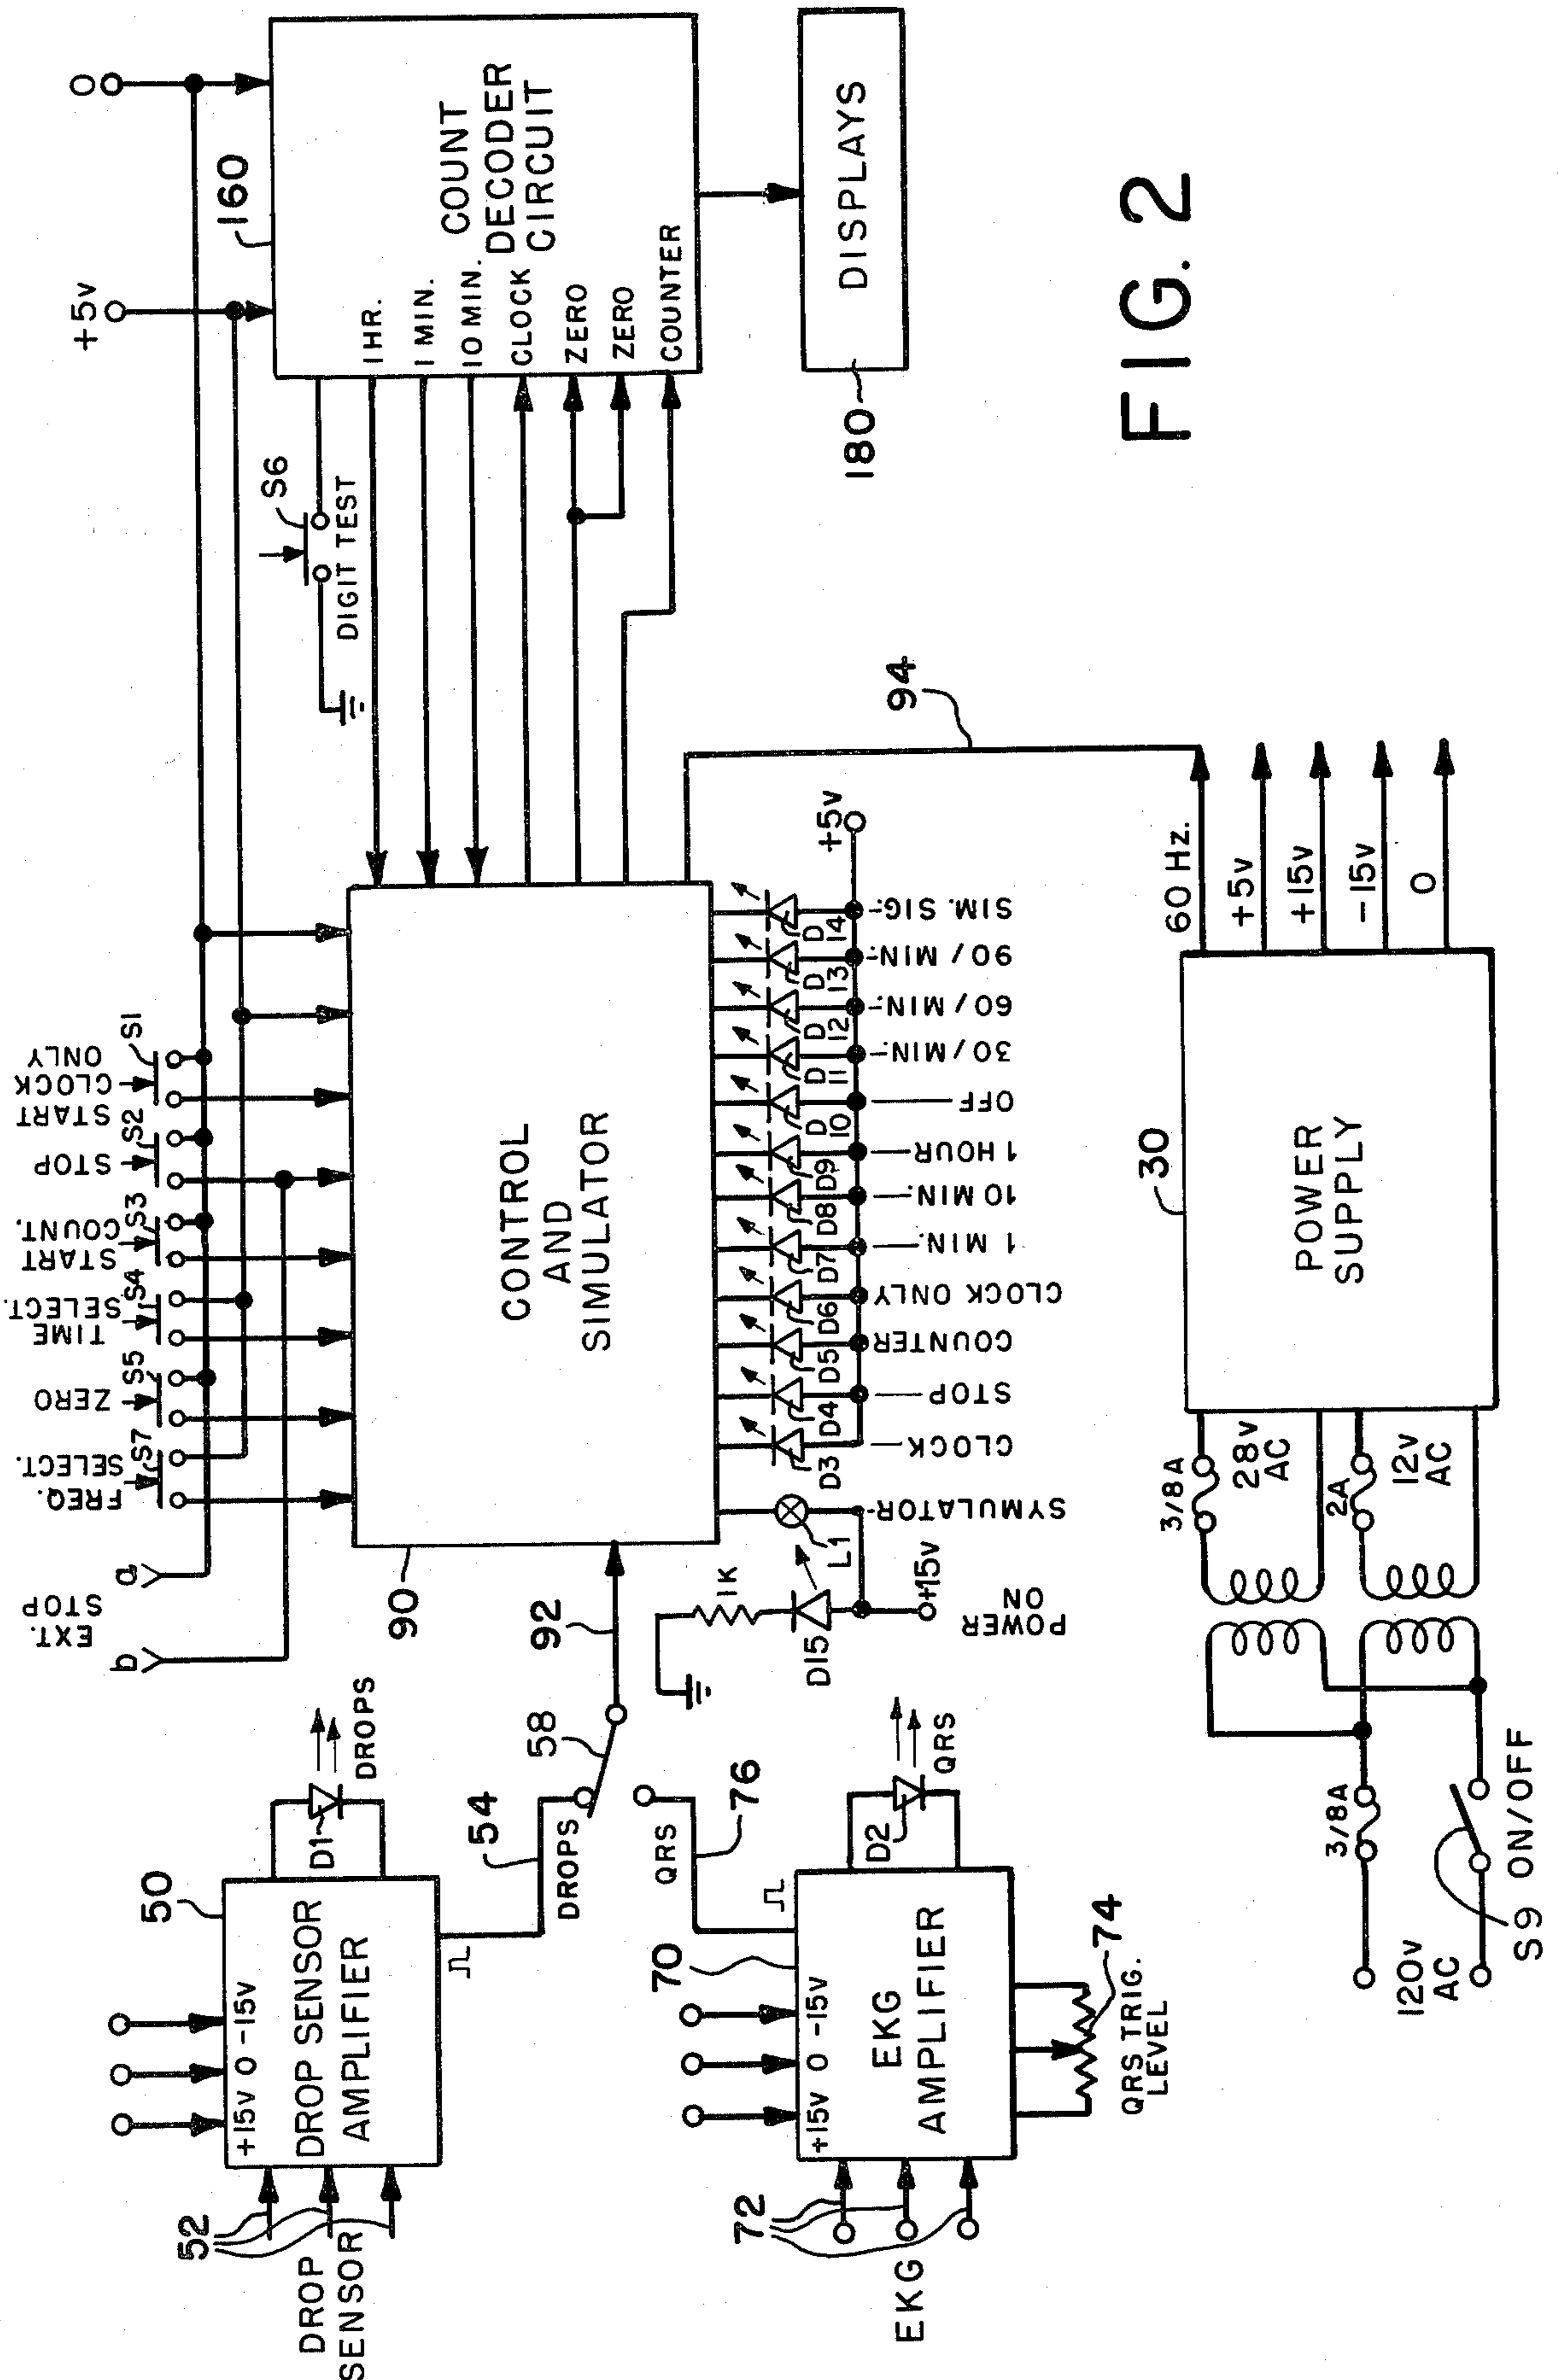 52
DROP
SENSOR
+15v 0 -15v
DROP SENSOR
AMPLIFIER
50
D1
DROPS
54
DROPS
58
92
72
EKG
+15v 0 -15v
EKG
AMPLIFIER
70
QRS
76
D2
QRS
74
QRS TRIG.
LEVEL
b
EXT.
STOP
a
FREQ.
SELECT.
S7
ZERO
S5
TIME
SELECT.
S4
START
COUNT.
S3
STOP
S2
START
CLOCK
ONLY
S1
90
CONTROL
AND
SIMULATOR
1K
D15
L1
+15v
POWER
ON
SYMULATOR
D3
D4
D5
D6
D7
D8
D9
D
10
D
11
D
12
D
13
D
14
+5v
CLOCK
STOP
COUNTER
CLOCK ONLY
1 MIN.
10 MIN.
1 HOUR
OFF
30/MIN.
60/MIN.
90/MIN.
SIM. SIG.
94
S6
DIGIT TEST
+5v
0
160
1HR.
1 MIN.
10 MIN.
CLOCK
ZERO
ZERO
COUNTER
COUNT
DECODER
CIRCUIT
180
DISPLAYS
120v
AC
3/8A
S9 ON/OFF
3/8A
28v
AC
2A
12v
AC
30
POWER
SUPPLY
60 Hz.
+5v
+15v
-15v
0
FIG. 2